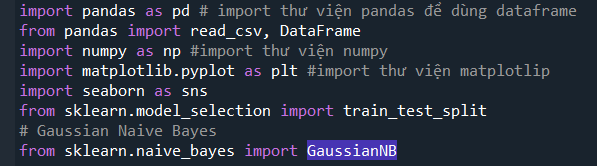 import pandas as pd # import thư viện pandas để dùng dataframe
from pandas import read_csv, DataFrame
import numpy as np #import thư viện numpy
import matplotlib.pyplot as plt #import thư viện matplotlip
import seaborn as sns
from sklearn.model_selection import train_test_split
# Gaussian Naive Bayes
from sklearn.naive_bayes import GaussianNB